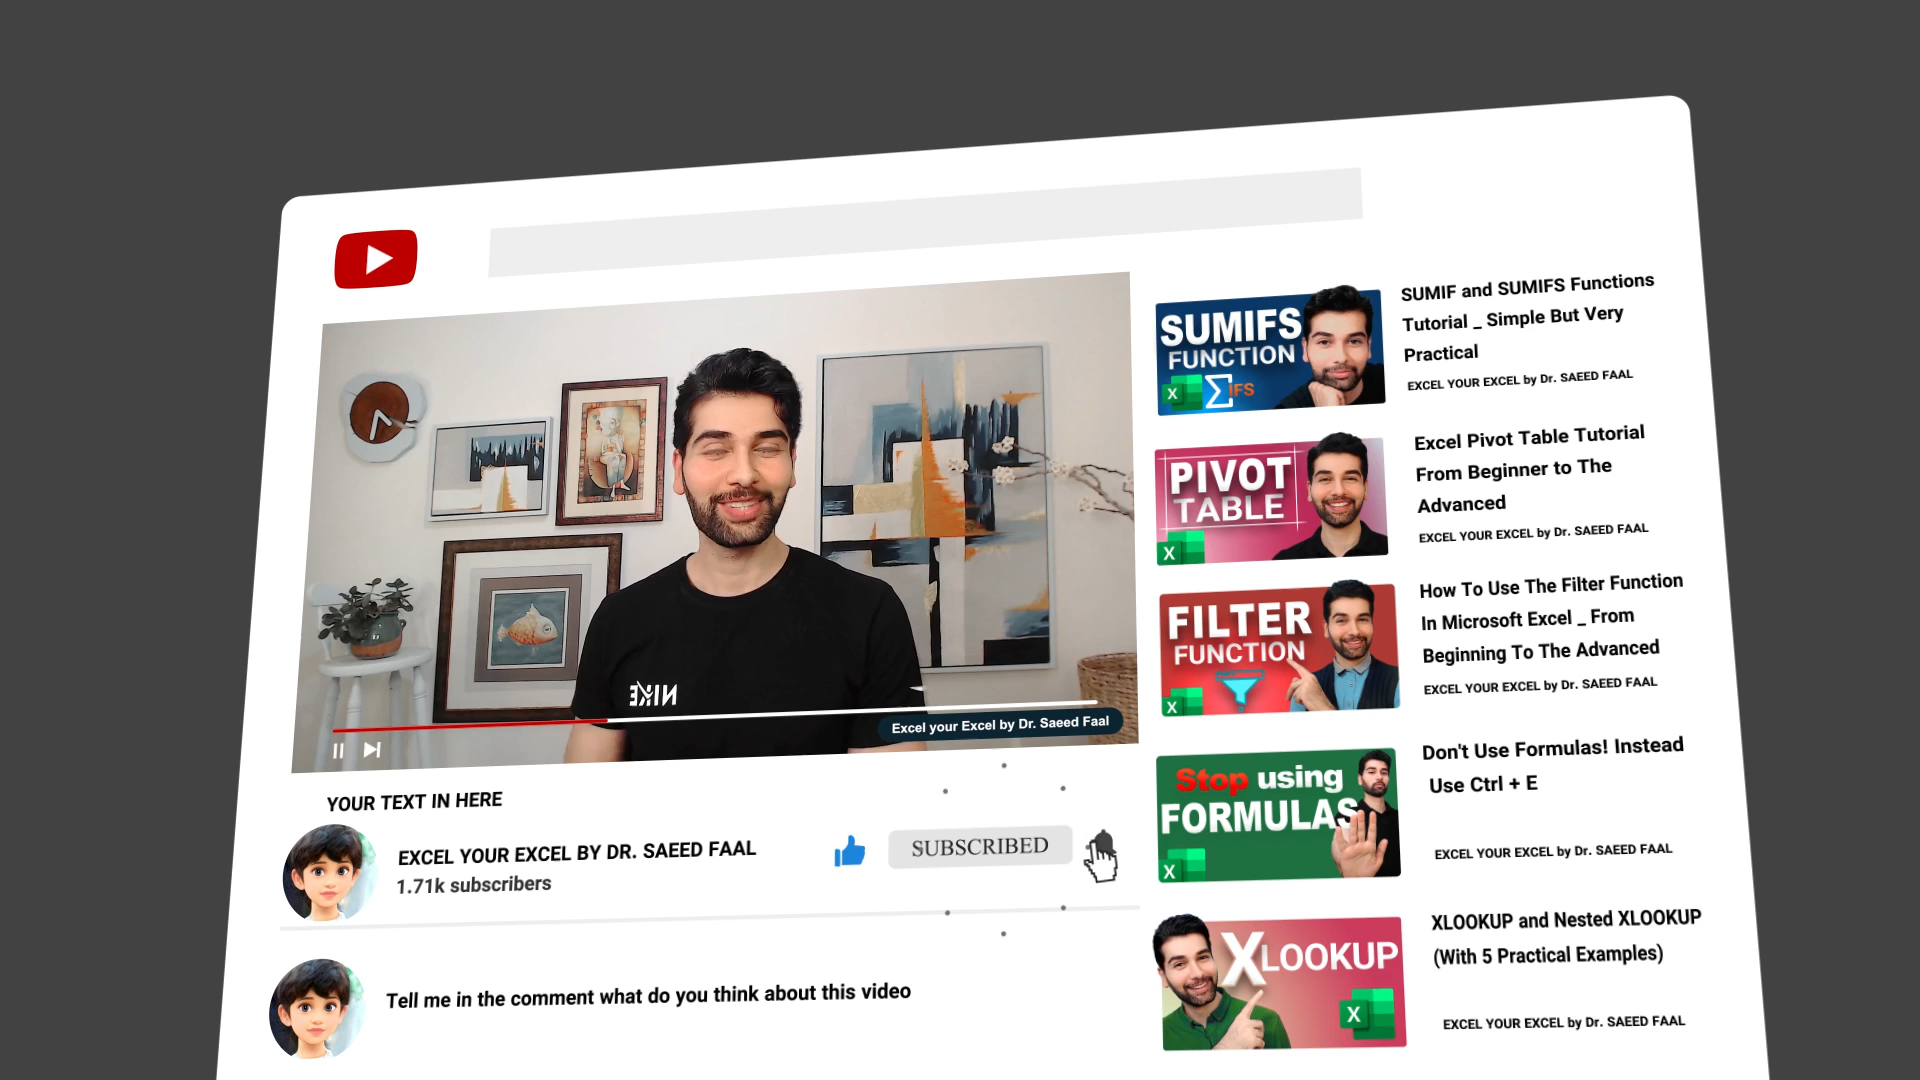 NIKE
Excel your Excel by Dr. Saeed Faal
YOUR TEXT IN HERE
EXCEL YOUR EXCEL BY DR. SAEED FAAL
1.71k subscribers
SUBSCRIBED
Tell me in the comment what do you think about this video
SUMIFS
FUNCTION
X
IFS
SUMIF and SUMIFS Functions
Tutorial _ Simple But Very
Practical
EXCEL YOUR EXCEL by Dr. SAEED FAAL
PIVOT
TABLE
X
Excel Pivot Table Tutorial
From Beginner to The
Advanced
EXCEL YOUR EXCEL by Dr. SAEED FAAL
FILTER
FUNCTION
X
How To Use The Filter Function
In Microsoft Excel _ From
Beginning To The Advanced
EXCEL YOUR EXCEL by Dr. SAEED FAAL
Stop using
FORMULAS
X
Don't Use Formulas! Instead
Use Ctrl + E
EXCEL YOUR EXCEL by Dr. SAEED FAAL
XLOOKUP
X
XLOOKUP and Nested XLOOKUP
(With 5 Practical Examples)
EXCEL YOUR EXCEL by Dr. SAEED FAAL